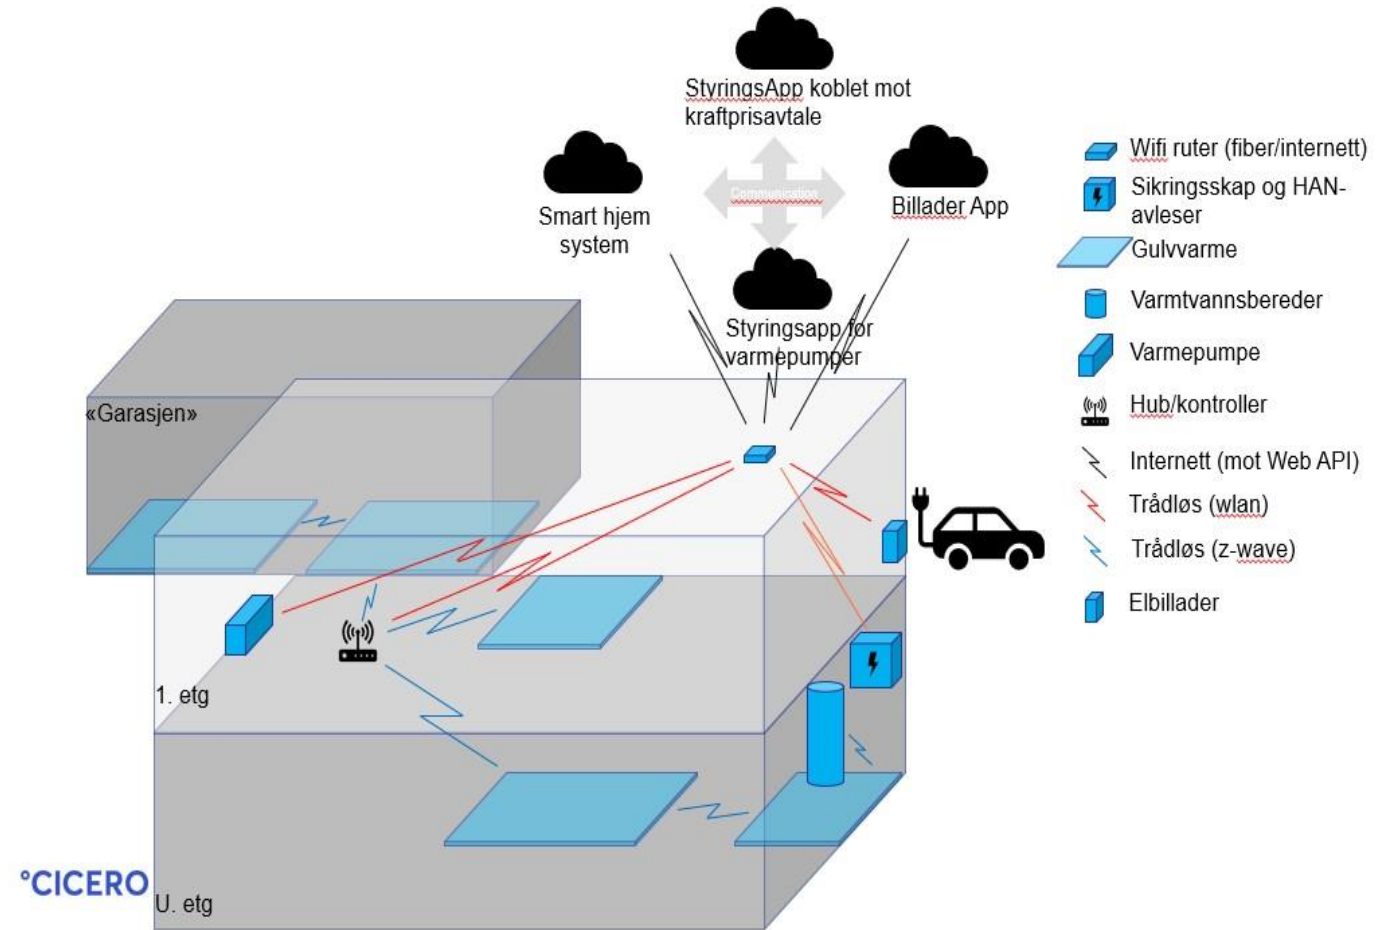 StyringsApp koblet mot
kraftprisavtale
Smart hjem
system
Communication
Billader App
Styringsapp for
varmepumper
Wifi ruter (fiber/internett)
Sikringsskap og HAN-
avleser
Gulvvarme
Varmtvannsbereder
Varmepumpe
Hub/kontroller
Internett (mot Web API)
Trådløs (wlan)
Trådløs (z-wave)
Elbillader
«Garasjen»
1. etg
U. etg
°CICERO